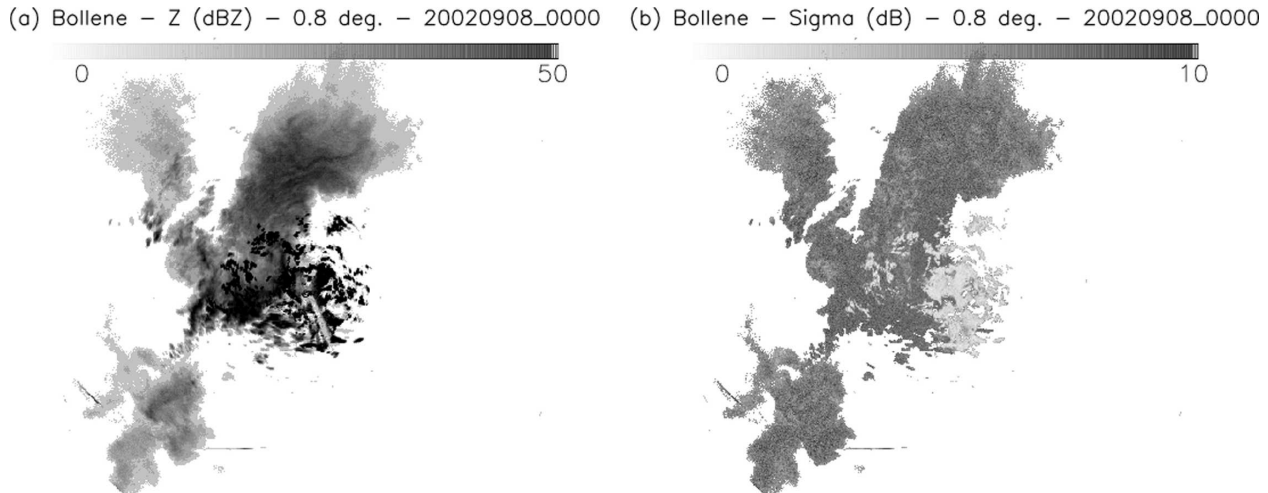 (a) Bollene – Z (dBZ) – 0.8 deg. – 20020908_0000
0 50
(b) Bollene – Sigma (dB) – 0.8 deg. – 20020908_0000
0 10